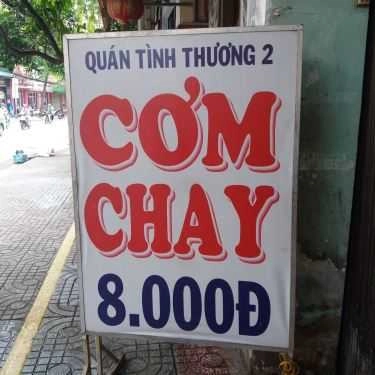 QUÁN TÌNH THƯƠNG 2
CƠM
CHAY
8.000Đ